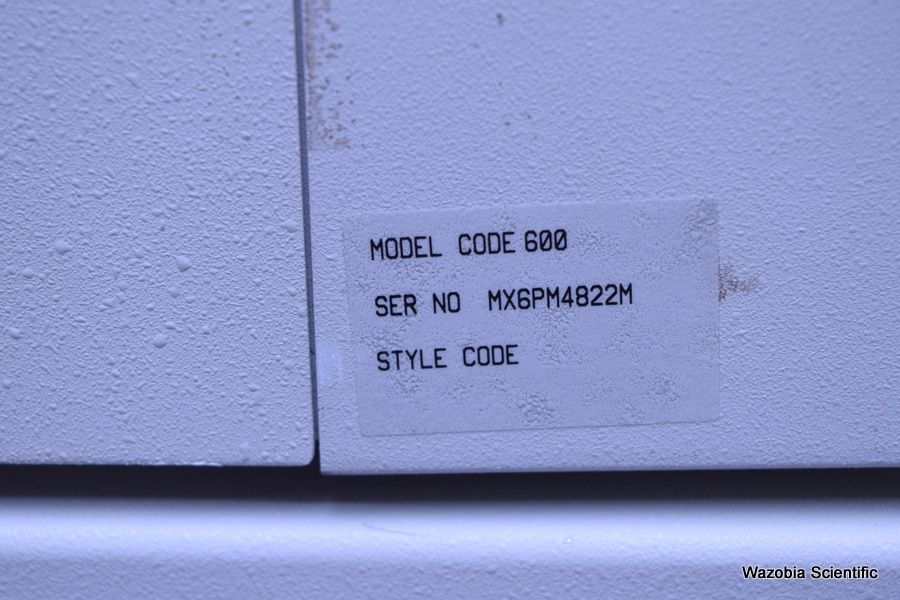 MODEL CODE 600
SER NO MX6PM4822M
STYLE CODE
Wazobia Scientific